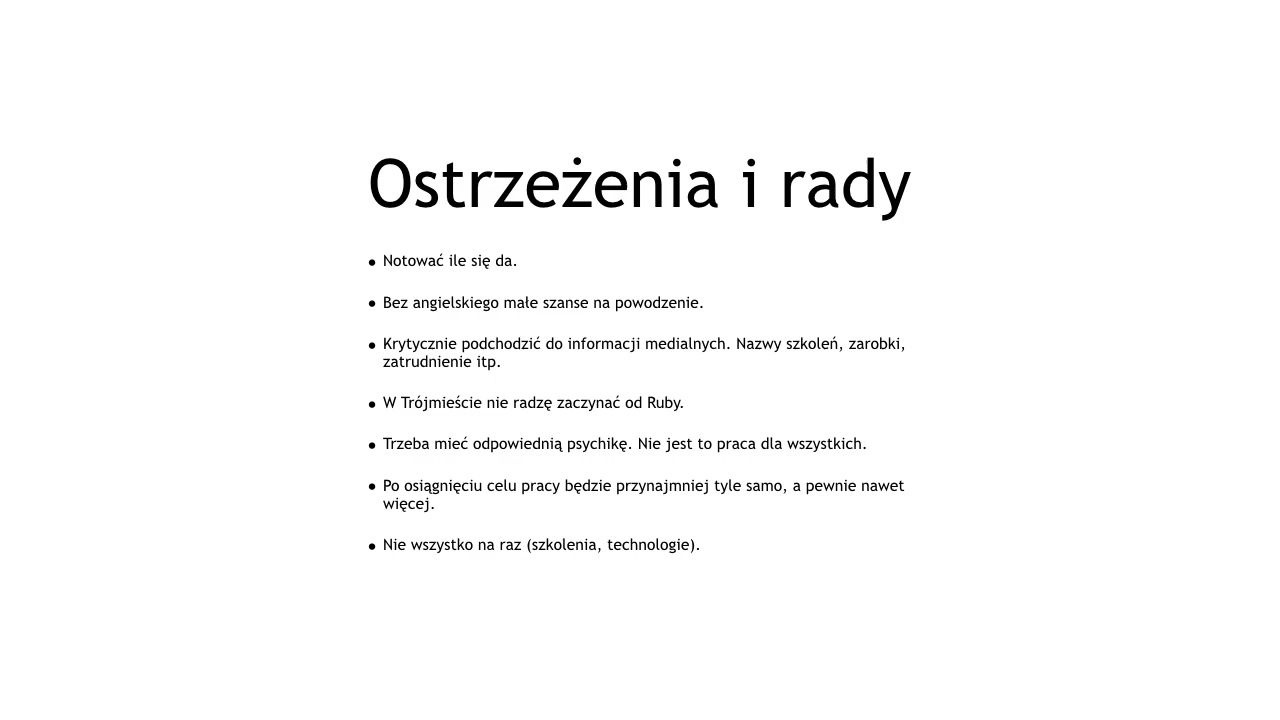 Ostrzeżenia i rady
• Notować ile się da.
• Bez angielskiego małe szanse na powodzenie.
• Krytycznie podchodzić do informacji medialnych. Nazwy szkoleń, zarobki,
zatrudnienie itp.
• W Trójmieście nie radzę zaczynać od Ruby.
• Trzeba mieć odpowiednią psychikę. Nie jest to praca dla wszystkich.
• Po osiągnięciu celu pracy będzie przynajmniej tyle samo, a pewnie nawet
więcej.
• Nie wszystko na raz (szkolenia, technologie).